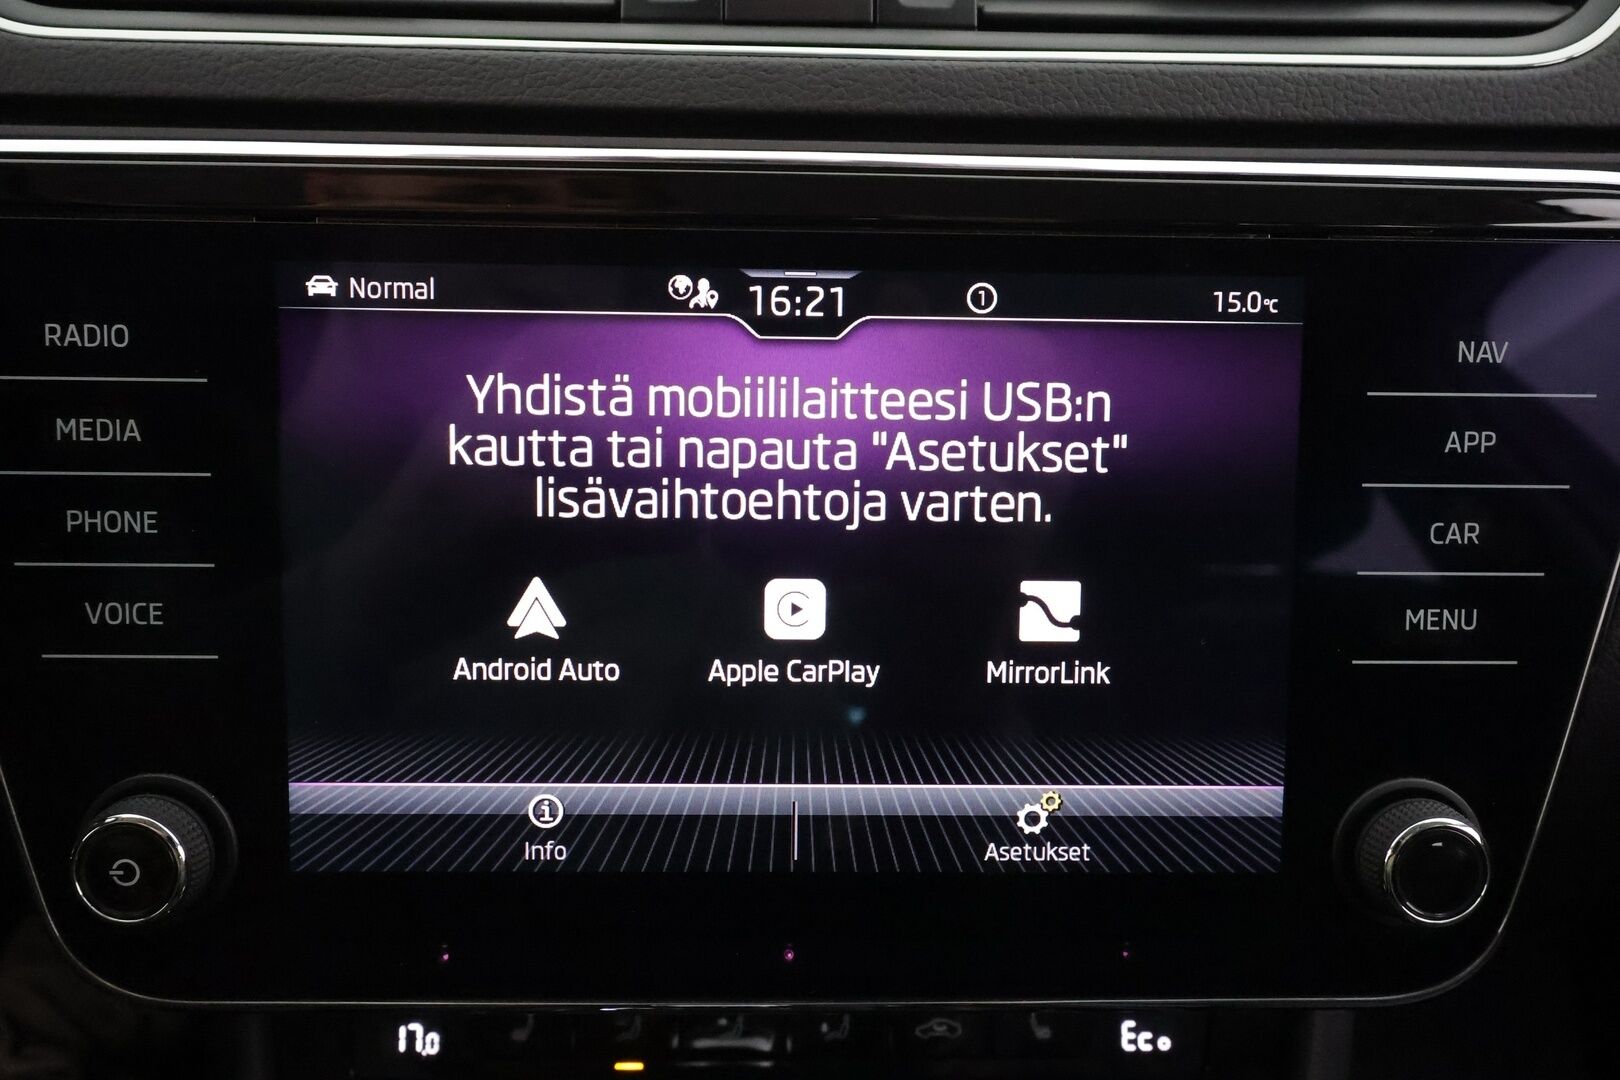 Normal
16:21
1
15.0°C
RADIO
MEDIA
PHONE
VOICE
Yhdistä mobiililaitteesi USB:n
kautta tai napauta "Asetukset"
lisävaihtoehtoja varten.
Android Auto
Apple CarPlay
MirrorLink
Info
Asetukset
NAV
APP
CAR
MENU
17.0
Eco